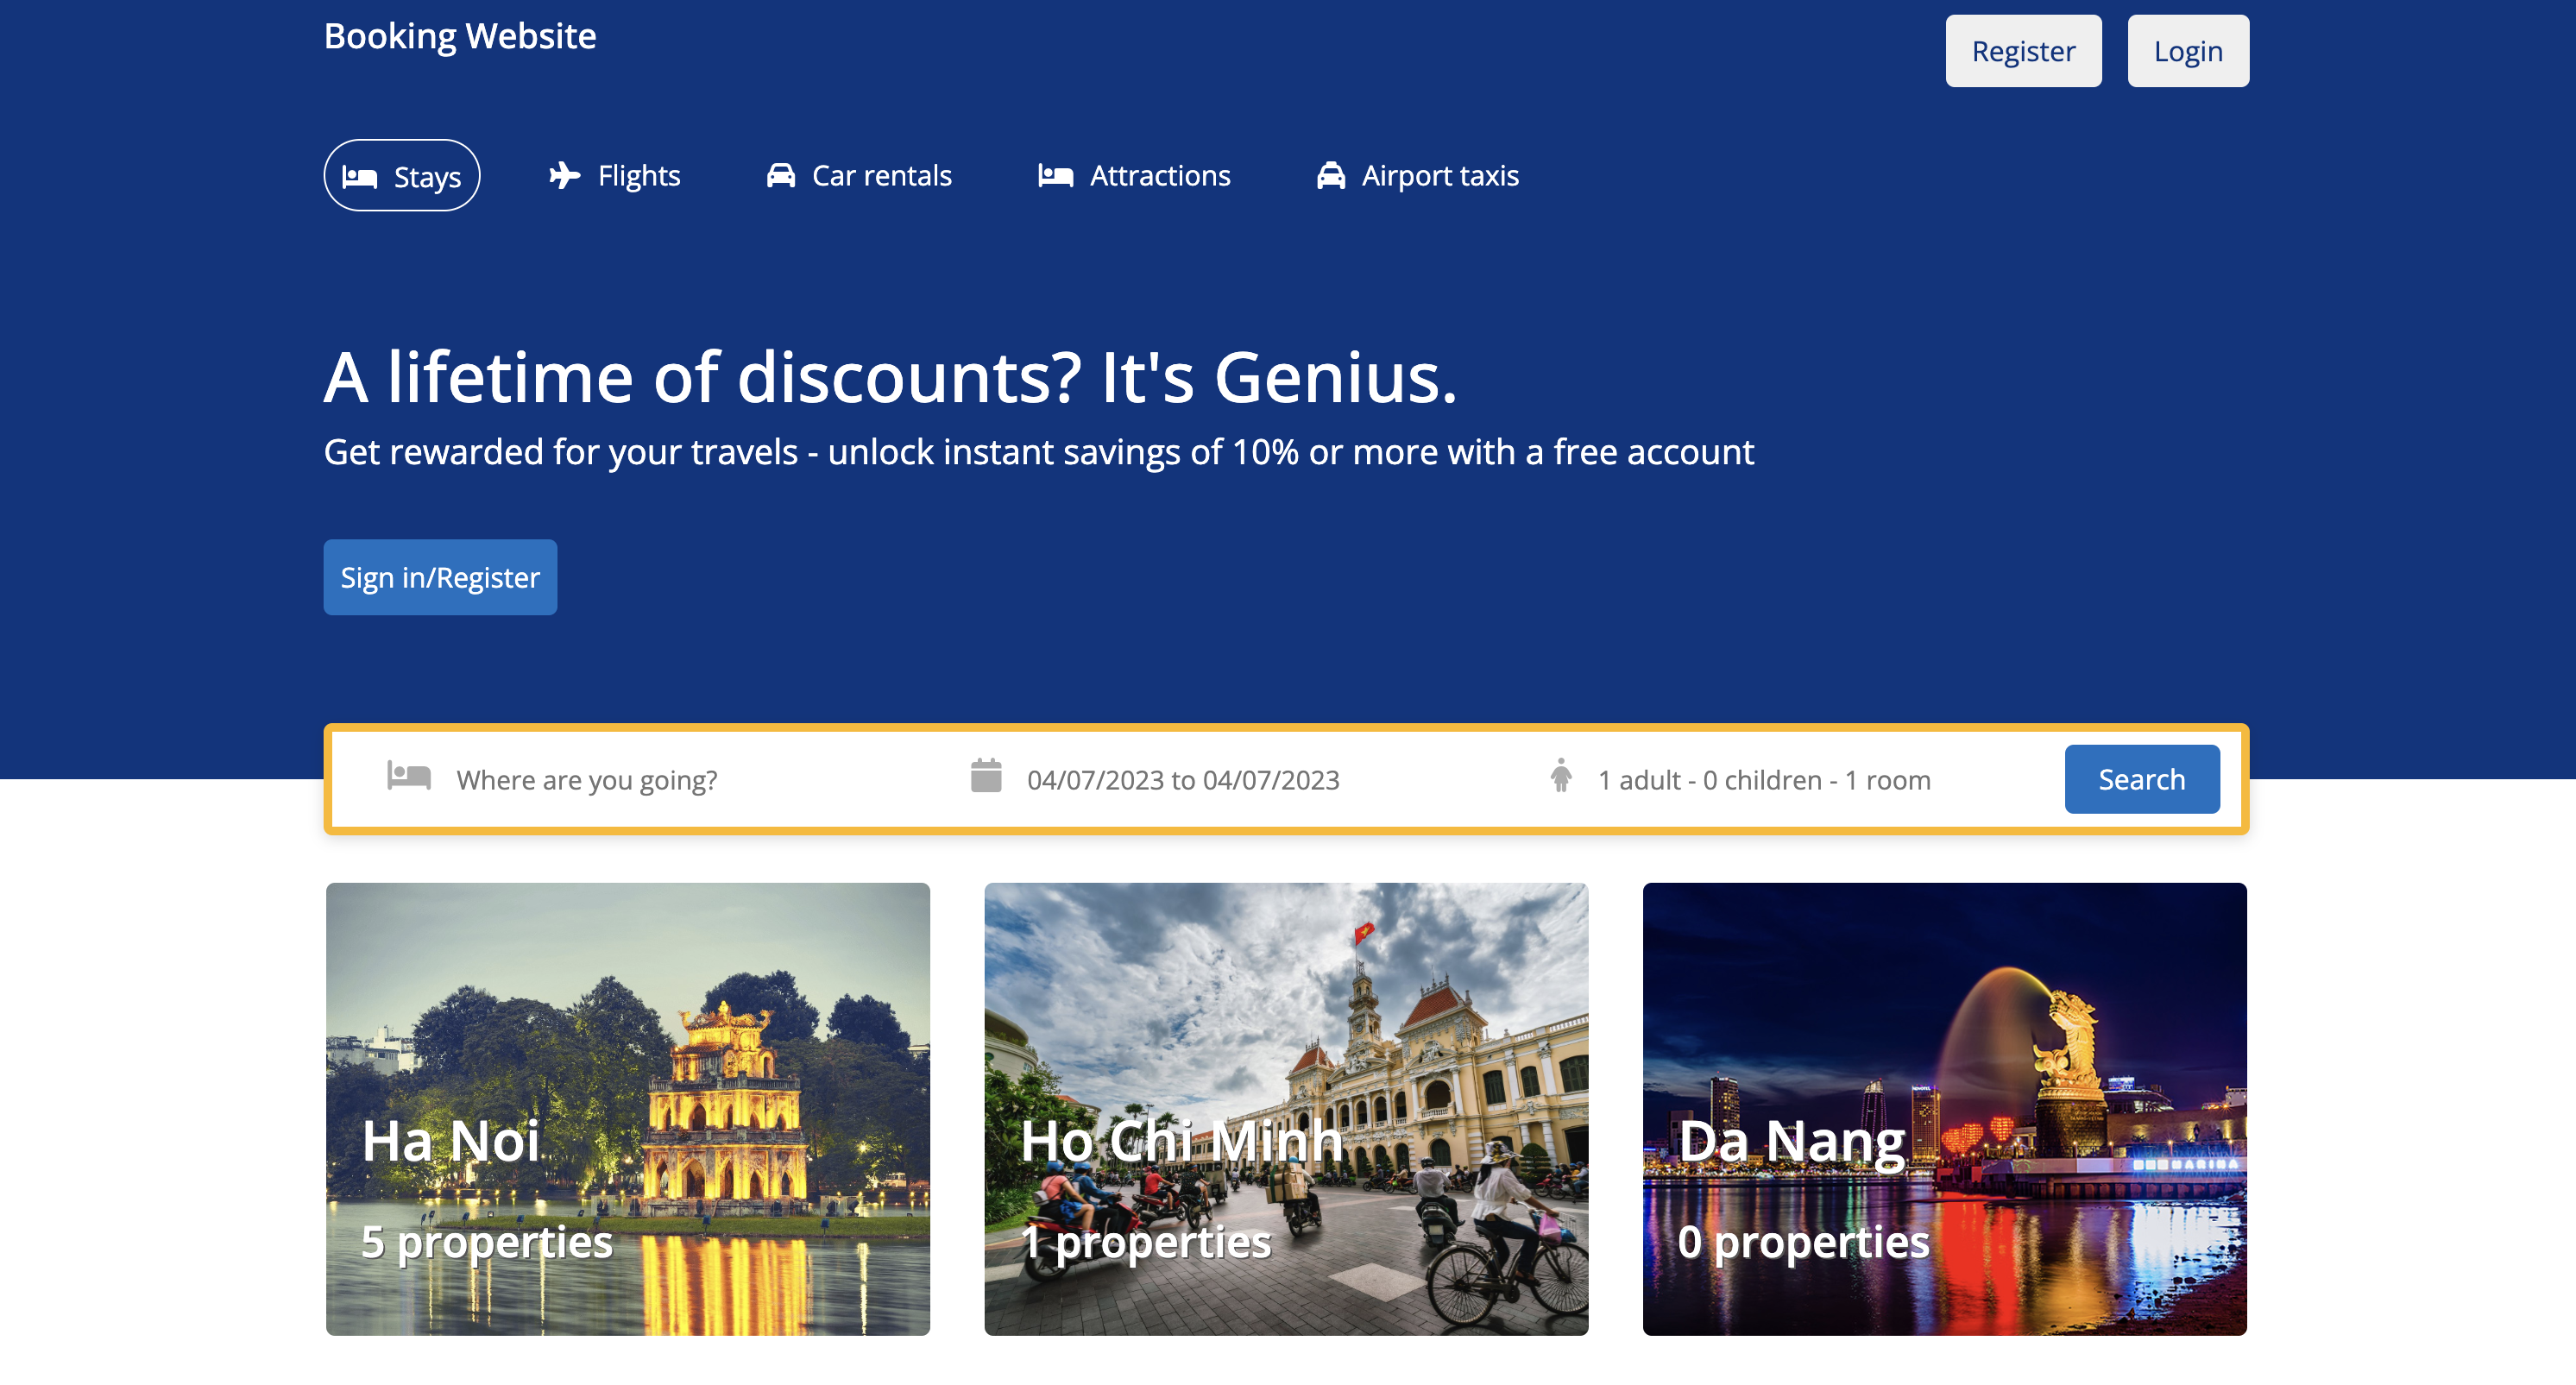 Booking Website
Register
Login
Stays
Flights
Car rentals
Attractions
Airport taxis
A lifetime of discounts? It's Genius.
Get rewarded for your travels - unlock instant savings of 10% or more with a free account
Sign in/Register
Where are you going?
04/07/2023 to 04/07/2023
1 adult - 0 children - 1 room
Search
Ha Noi
5 properties
Ho Chi Minh
1 properties
Da Nang
0 properties